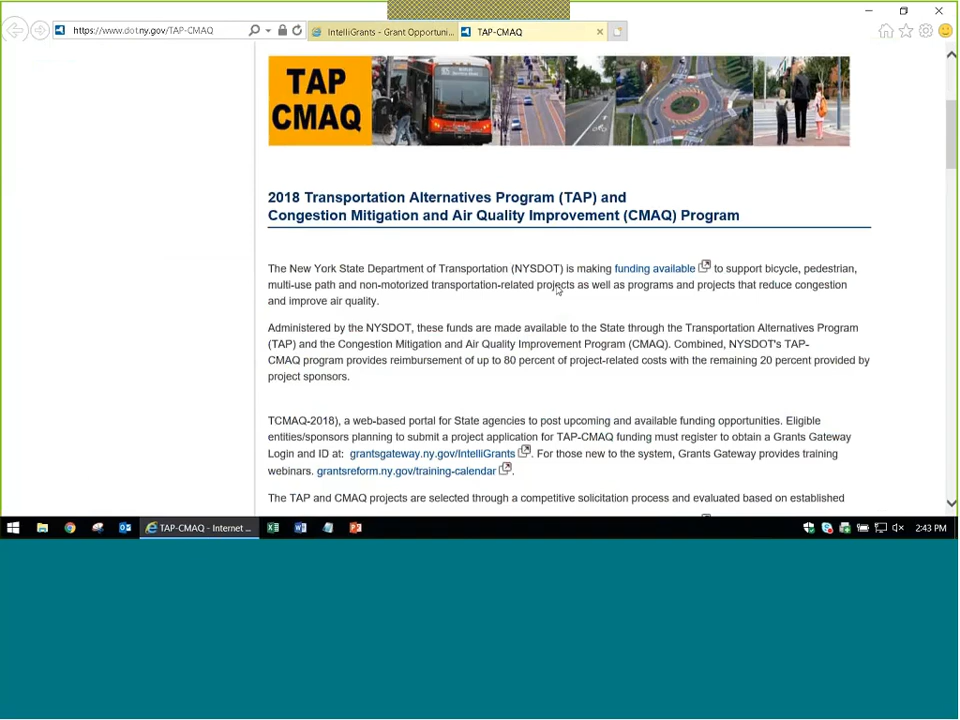 https://www.dotny.gov/TAP-CMAQ
IntelliGrants - Grant Opportuni...
TAP-CMAQ
TAP
CMAQ
2018 Transportation Alternatives Program (TAP) and
Congestion Mitigation and Air Quality Improvement (CMAQ) Program
The New York State Department of Transportation (NYSDOT) is making funding available to support bicycle, pedestrian,
multi-use path and non-motorized transportation-related projects as well as programs and projects that reduce congestion
and improve air quality.
Administered by the NYSDOT, these funds are made available to the State through the Transportation Alternatives Program
(TAP) and the Congestion Mitigation and Air Quality Improvement Program (CMAQ). Combined, NYSDOT's TAP-
CMAQ program provides reimbursement of up to 80 percent of project-related costs with the remaining 20 percent provided by
project sponsors.
TCMAQ-2018), a web-based portal for State agencies to post upcoming and available funding opportunities. Eligible
entities/sponsors planning to submit a project application for TAP-CMAQ funding must register to obtain a Grants Gateway
Login and ID at: grantsgateway.ny.gov/IntelliGrants . For those new to the system, Grants Gateway provides training
webinars. grantsreform.ny.gov/training-calendar .
The TAP and CMAQ projects are selected through a competitive solicitation process and evaluated based on established
TAP-CMAQ - Internet ...
2:43 PM